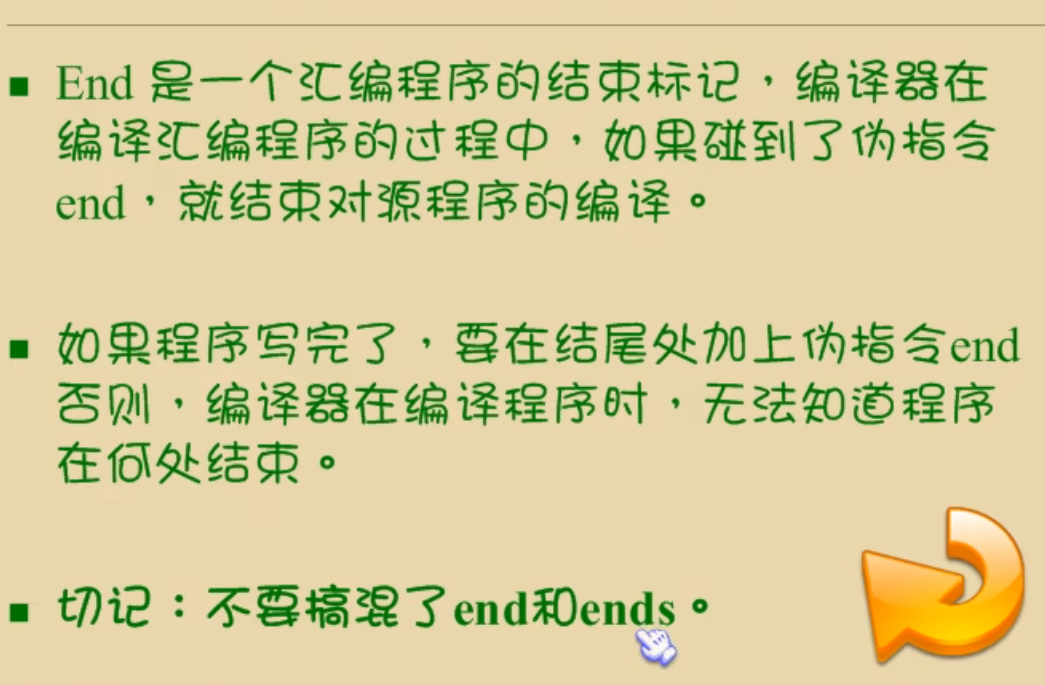 ■ End 是一个汇编程序的结束标记，编译器在
编译汇编程序的过程中，如果碰到了伪指令
end，就结束对源程序的编译。
■ 如果程序写完了，要在结尾处加上伪指令end
否则，编译器在编译程序时，无法知道程序
在何处结束。
■ 切记：不要搞混了end和ends。